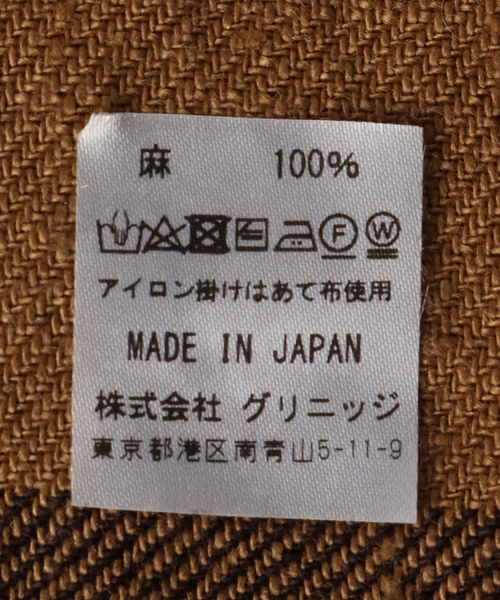 麻 100%
F W
アイロン掛けはあて布使用
MADE IN JAPAN
株式会社 グリニッジ
東京都港区南青山5-11-9